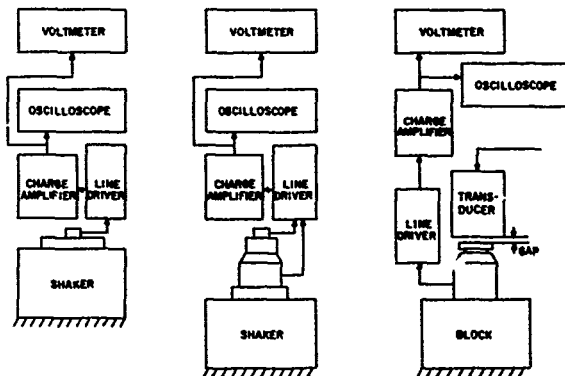 VOLTMETER
OSCILLOSCOPE
CHARGE
AMPLIFIER
LINE
DRIVER
SHAKER
VOLTMETER
OSCILLOSCOPE
CHARGE
AMPLIFIER
LINE
DRIVER
SHAKER
VOLTMETER
OSCILLOSCOPE
CHARGE
AMPLIFIER
LINE
DRIVER
TRANS-
DUCER
GAP
BLOCK